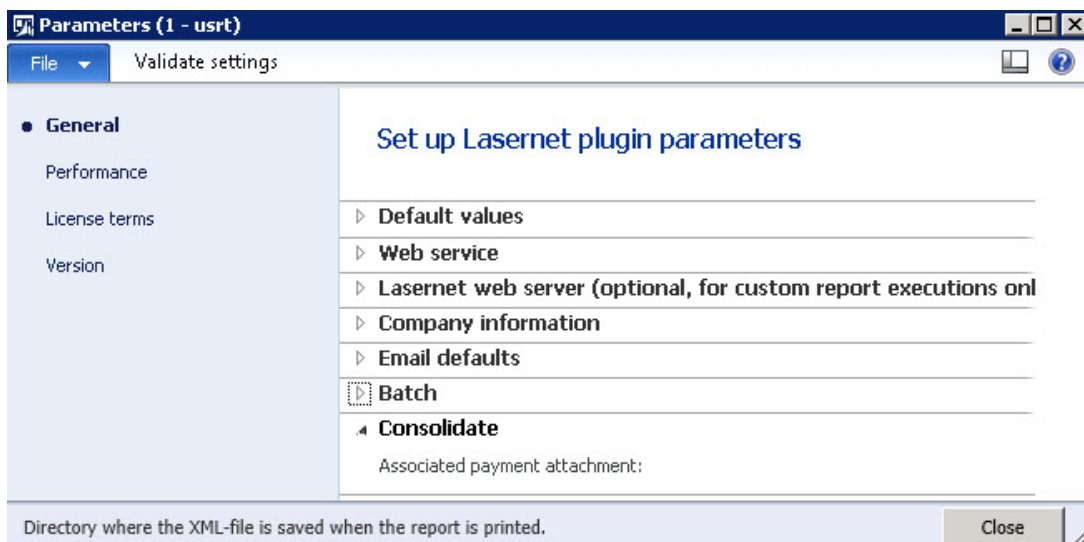 Parameters (1 - usrt)
File Validate settings
General
Performance
License terms
Version
Set up Lasernet plugin parameters
Default values
Web service
Lasernet web server (optional, for custom report executions onl
Company information
Email defaults
Batch
Consolidate
Associated payment attachment:
Directory where the XML-file is saved when the report is printed.
Close